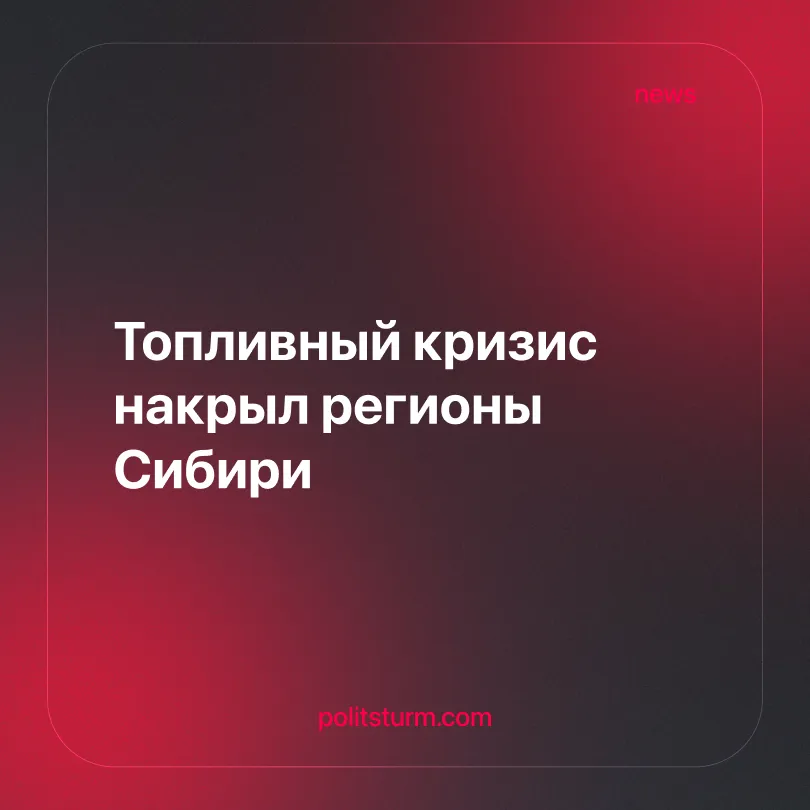 news
Топливный кризис
накрыл регионы
Сибири
politsturm.com